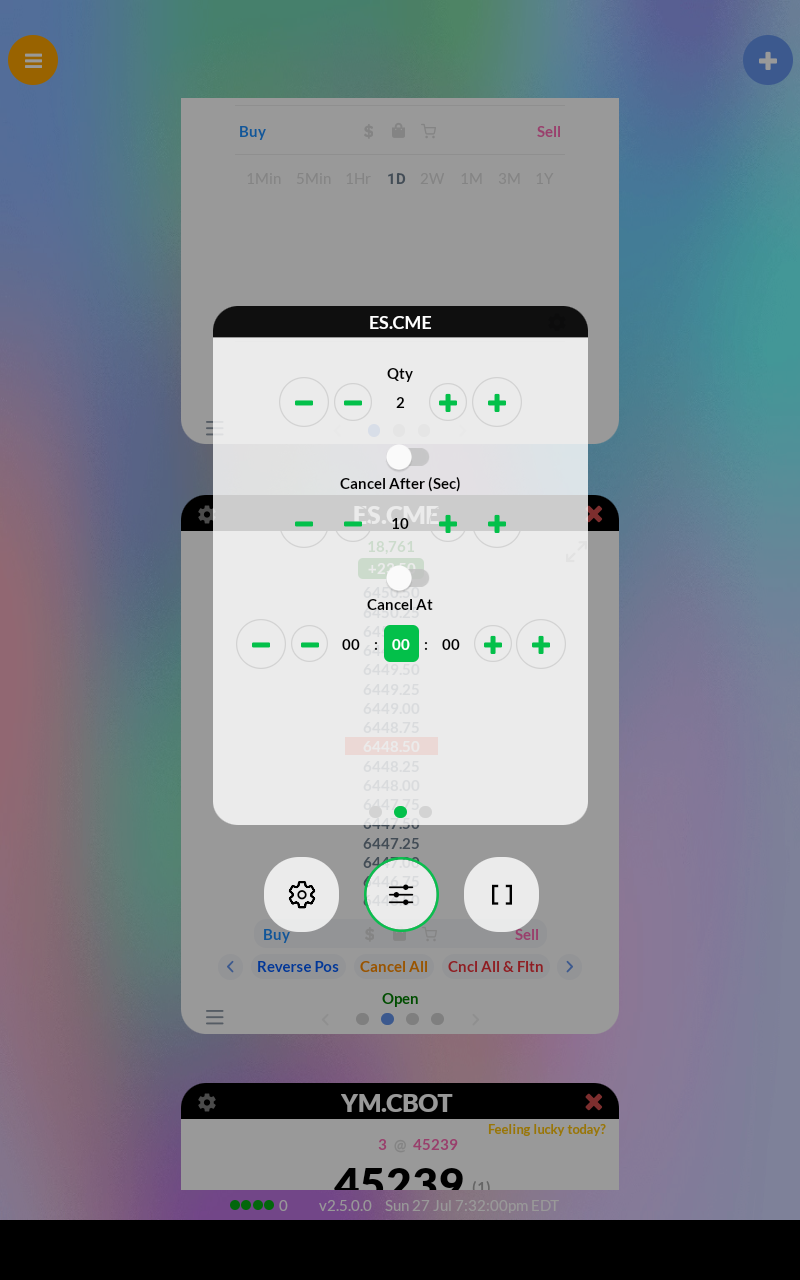 Buy $ Sell
1Min 5Min 1Hr 1D 2W 1M 3M 1Y
ES.CME
Qty
2
Cancel After (Sec)
ES.CME
10
18,761
Cancel At
00 : 00 : 00
6449.50
6449.25
6449.00
6448.75
6448.50
6448.25
6448.00
6447.75
6447.50
6447.25
6447.00
6446.75
Buy $ Sell
Reverse Pos Cancel All Cncl All & Fltn
Open
YM.CBOT
Feeling lucky today?
3 @ 45239
45239 (1)
0 v2.5.0.0 Sun 27 Jul 7:32:00pm EDT